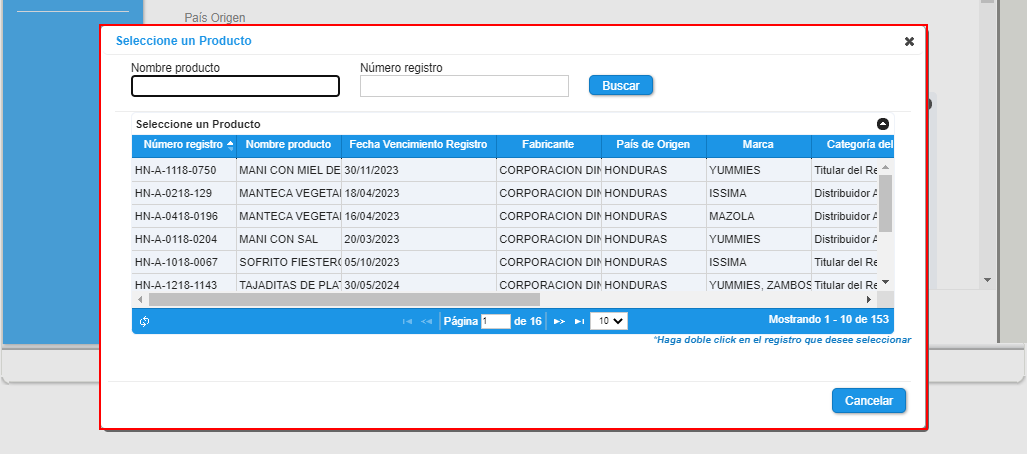 País Origen
Seleccione un Producto
Nombre producto Número registro
Buscar
Seleccione un Producto
Número registro Nombre producto Fecha Vencimiento Registro Fabricante País de Origen Marca Categoría del
HN-A-1118-0750 MANI CON MIEL DE 30/11/2023 CORPORACION DIN HONDURAS YUMMIES Titular del Re
HN-A-0218-129 MANTECA VEGETAL 18/04/2023 CORPORACION DIN HONDURAS ISSIMA Distribuidor A
HN-A-0418-0196 MANTECA VEGETAL 16/04/2023 CORPORACION DIN HONDURAS MAZOLA Distribuidor A
HN-A-0118-0204 MANI CON SAL 20/03/2023 CORPORACION DIN HONDURAS YUMMIES Distribuidor A
HN-A-1018-0067 SOFRITO FIESTERO 05/10/2023 CORPORACION DIN HONDURAS ISSIMA Titular del Re
HN-A-1218-1143 TAJADITAS DE PLAT 30/05/2024 CORPORACION DIN HONDURAS YUMMIES, ZAMBOS Titular del Re
Página 1 de 16 10 Mostrando 1 - 10 de 153
*Haga doble click en el registro que desee seleccionar
Cancelar